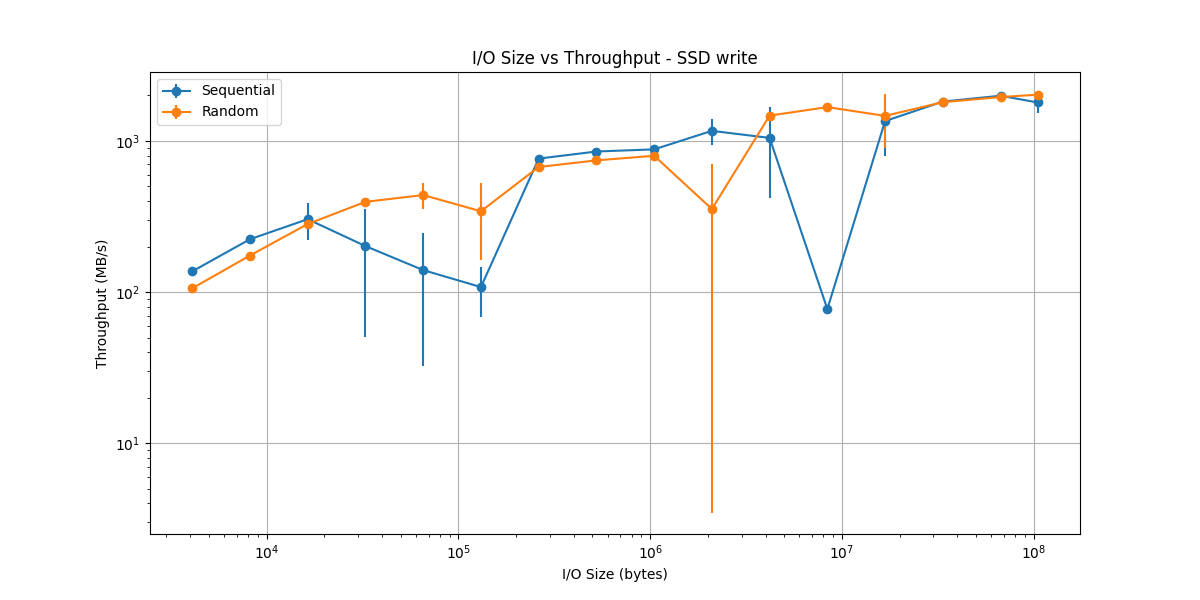 I/O Size vs Throughput - SSD write
Sequential
Random
Throughput (MB/s)
10³
10²
10¹
10⁴ 10⁵ 10⁶ 10⁷ 10⁸
I/O Size (bytes)